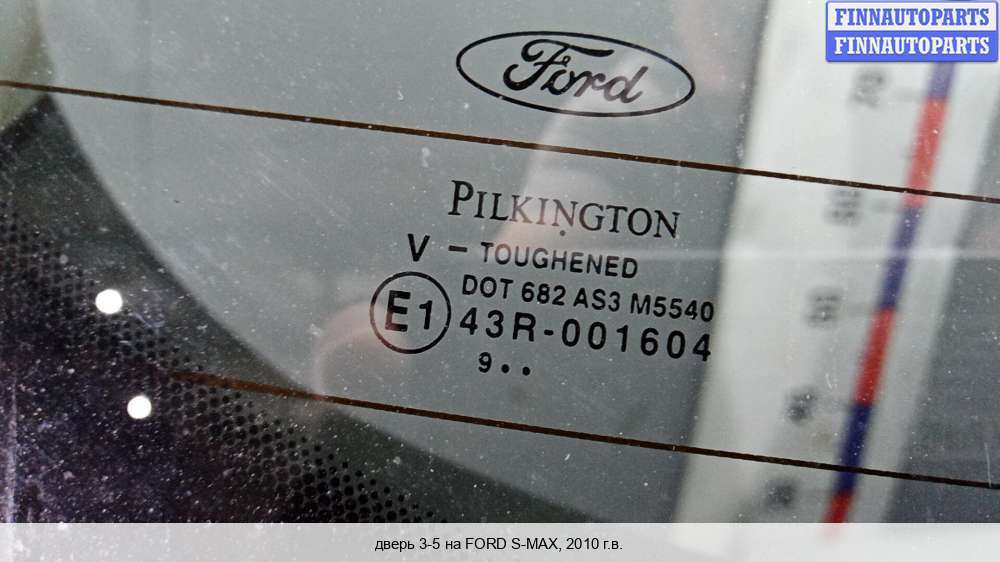 FINNAUTOPARTS
FINNAUTOPARTS
Ford
PILKINGTON
V - TOUGHENED
DOT 682 AS3 M5540
E1 43R-001604
9..
дверь 3-5 на FORD S-MAX, 2010 г.в.